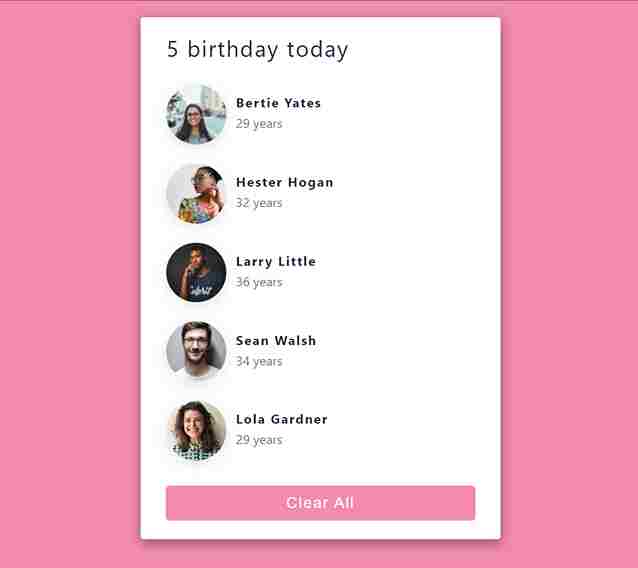 5 birthday today
Bertie Yates
29 years
Hester Hogan
32 years
Larry Little
36 years
Sean Walsh
34 years
Lola Gardner
29 years
Clear All